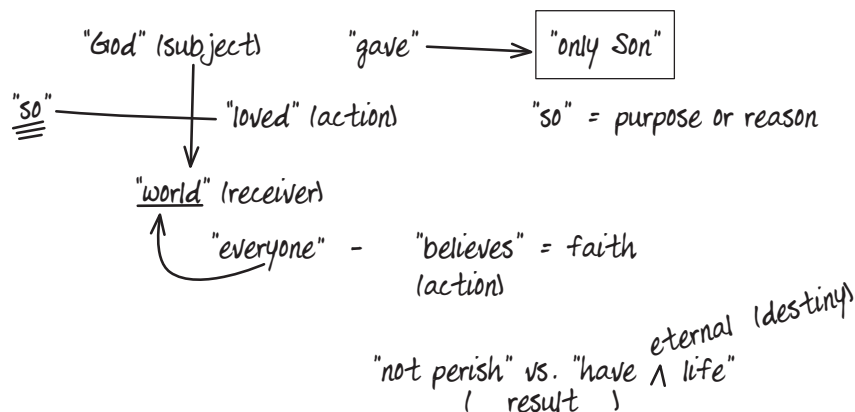 "God" (subject) "gave" "only Son"
"so" "loved" (action) "so" = purpose or reason
"world" (receiver)
"everyone" - "believes" = faith
(action)
eternal (destiny)
"not perish" vs. "have ∧ life"
( result )